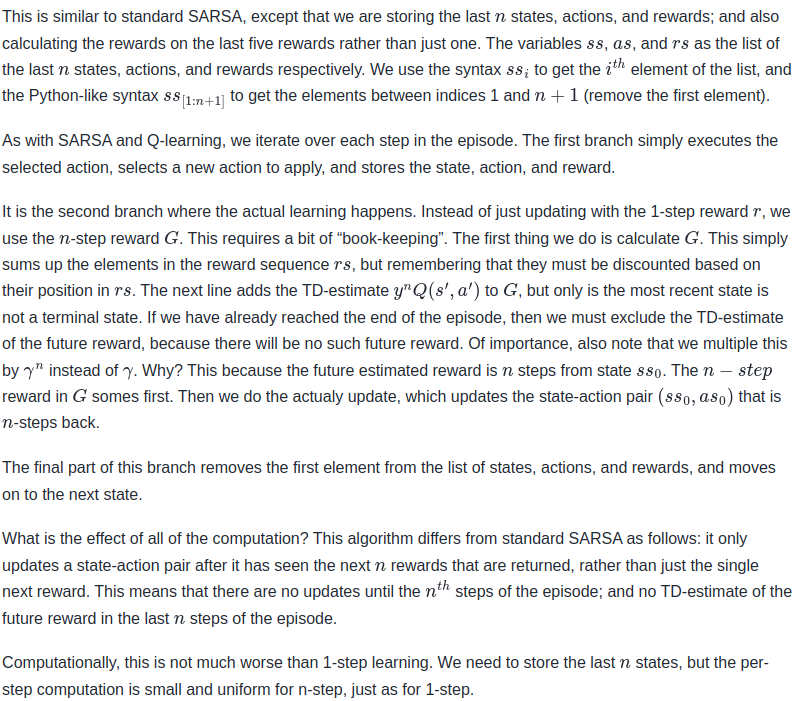 This is similar to standard SARSA, except that we are storing the last n states, actions, and rewards; and also
calculating the rewards on the last five rewards rather than just one. The variables ss, as, and rs as the list of
the last n states, actions, and rewards respectively. We use the syntax ss_i to get the i^{th} element of the list, and
the Python-like syntax ss_{[1:n+1]} to get the elements between indices 1 and n + 1 (remove the first element).
As with SARSA and Q-learning, we iterate over each step in the episode. The first branch simply executes the
selected action, selects a new action to apply, and stores the state, action, and reward.
It is the second branch where the actual learning happens. Instead of just updating with the 1-step reward r, we
use the n-step reward G. This requires a bit of “book-keeping”. The first thing we do is calculate G. This simply
sums up the elements in the reward sequence rs, but remembering that they must be discounted based on
their position in rs. The next line adds the TD-estimate y^n Q(s′, a′) to G, but only is the most recent state is
not a terminal state. If we have already reached the end of the episode, then we must exclude the TD-estimate
of the future reward, because there will be no such future reward. Of importance, also note that we multiple this
by γ^n instead of γ. Why? This because the future estimated reward is n steps from state ss_0. The n − step
reward in G somes first. Then we do the actualy update, which updates the state-action pair (ss_0, as_0) that is
n-steps back.
The final part of this branch removes the first element from the list of states, actions, and rewards, and moves
on to the next state.
What is the effect of all of the computation? This algorithm differs from standard SARSA as follows: it only
updates a state-action pair after it has seen the next n rewards that are returned, rather than just the single
next reward. This means that there are no updates until the n^{th} steps of the episode; and no TD-estimate of the
future reward in the last n steps of the episode.
Computationally, this is not much worse than 1-step learning. We need to store the last n states, but the per-
step computation is small and uniform for n-step, just as for 1-step.